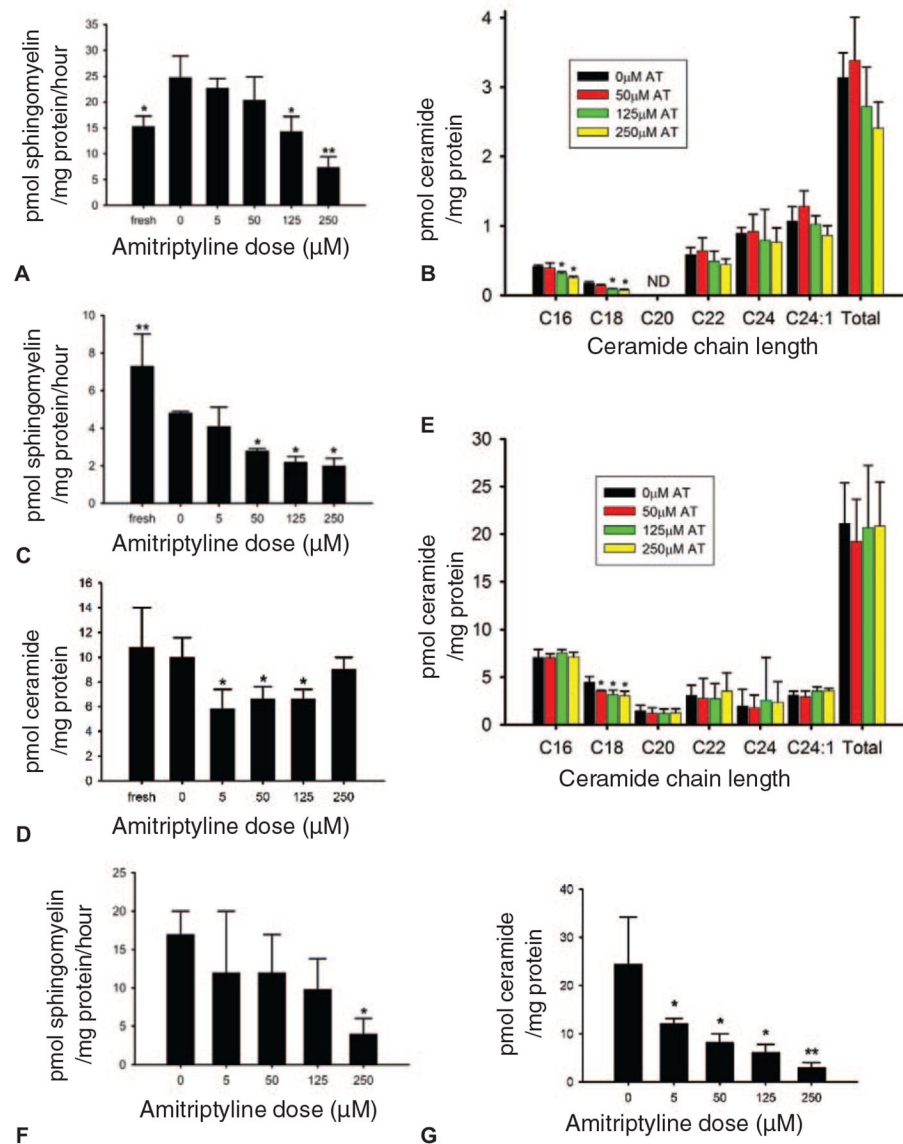 pmol sphingomyelin
/mg protein/hour
35
30
25
20
15
10
5
0
*
*
**
fresh 0 5 50 125 250
Amitriptyline dose (μM)
A
pmol ceramide
/mg protein
4
3
2
1
0
0μM AT
50μM AT
125μM AT
250μM AT
* *
* *
ND
C16 C18 C20 C22 C24 C24:1 Total
Ceramide chain length
B
pmol sphingomyelin
/mg protein/hour
10
8
6
4
2
0
**
* * *
fresh 0 5 50 125 250
Amitriptyline dose (μM)
C
pmol ceramide
/mg protein
16
14
12
10
8
6
4
2
0
* * *
fresh 0 5 50 125 250
Amitriptyline dose (μM)
D
E
pmol ceramide
/mg protein
30
25
20
15
10
5
0
0μM AT
50μM AT
125μM AT
250μM AT
* * *
C16 C18 C20 C22 C24 C24:1 Total
Ceramide chain length
pmol sphingomyelin
/mg protein/hour
20
15
10
5
0
*
0 5 50 125 250
Amitriptyline dose (μM)
F
pmol ceramide
/mg protein
40
30
20
10
0
* * * **
0 5 50 125 250
Amitriptyline dose (μM)
G